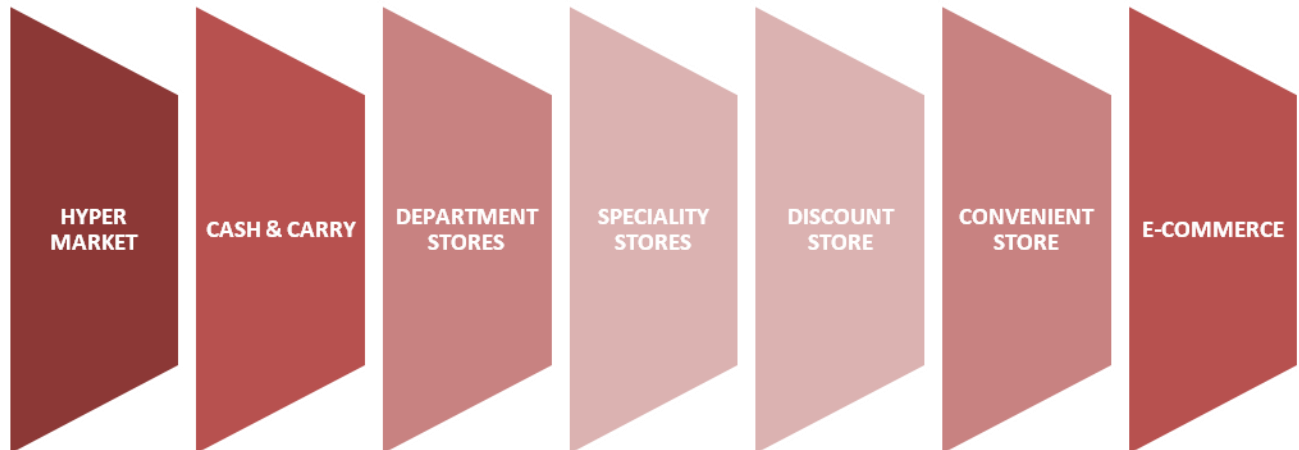 HYPER
MARKET
CASH & CARRY
DEPARTMENT
STORES
SPECIALITY
STORES
DISCOUNT
STORE
CONVENIENT
STORE
E-COMMERCE